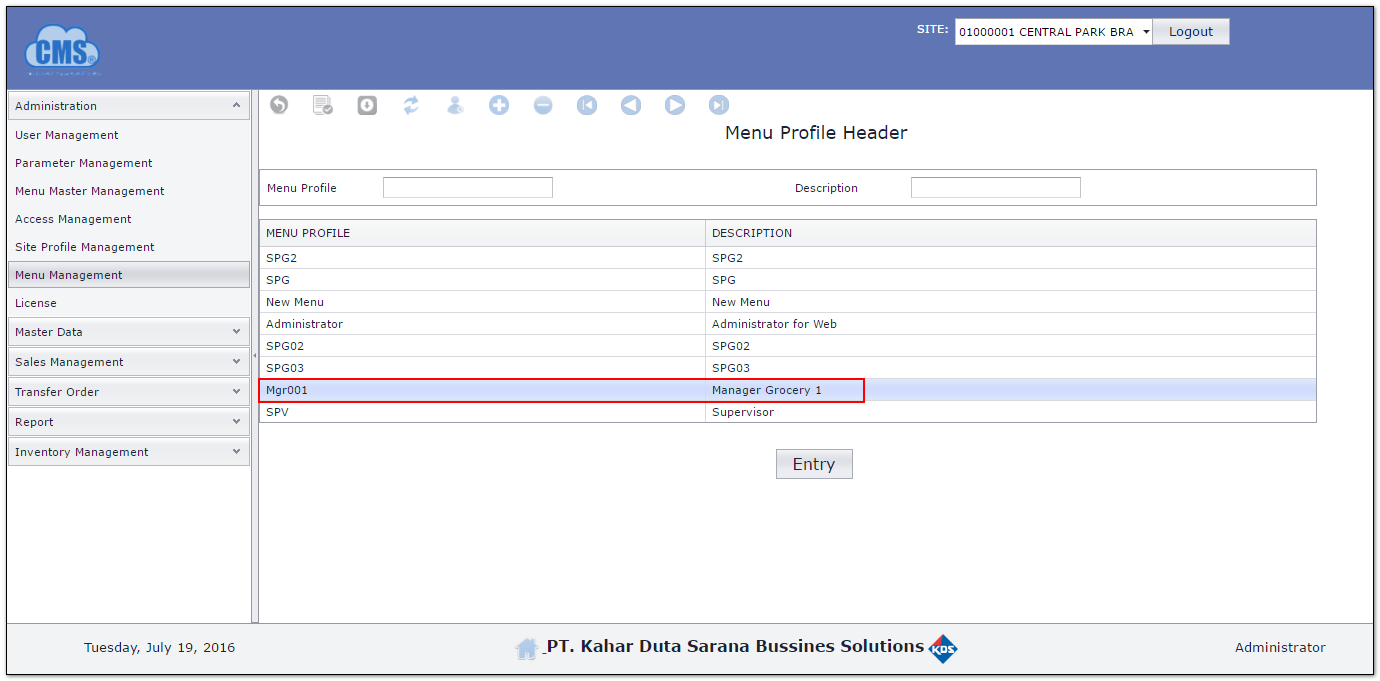 CMS
SITE: 01000001 CENTRAL PARK BRA Logout
Administration
User Management
Parameter Management
Menu Master Management
Access Management
Site Profile Management
Menu Management
License
Master Data
Sales Management
Transfer Order
Report
Inventory Management
Menu Profile Header
Menu Profile Description
MENU PROFILE DESCRIPTION
SPG2 SPG2
SPG SPG
New Menu New Menu
Administrator Administrator for Web
SPG02 SPG02
SPG03 SPG03
Mgr001 Manager Grocery 1
SPV Supervisor
Entry
Tuesday, July 19, 2016 PT. Kahar Duta Sarana Bussines Solutions KDS Administrator